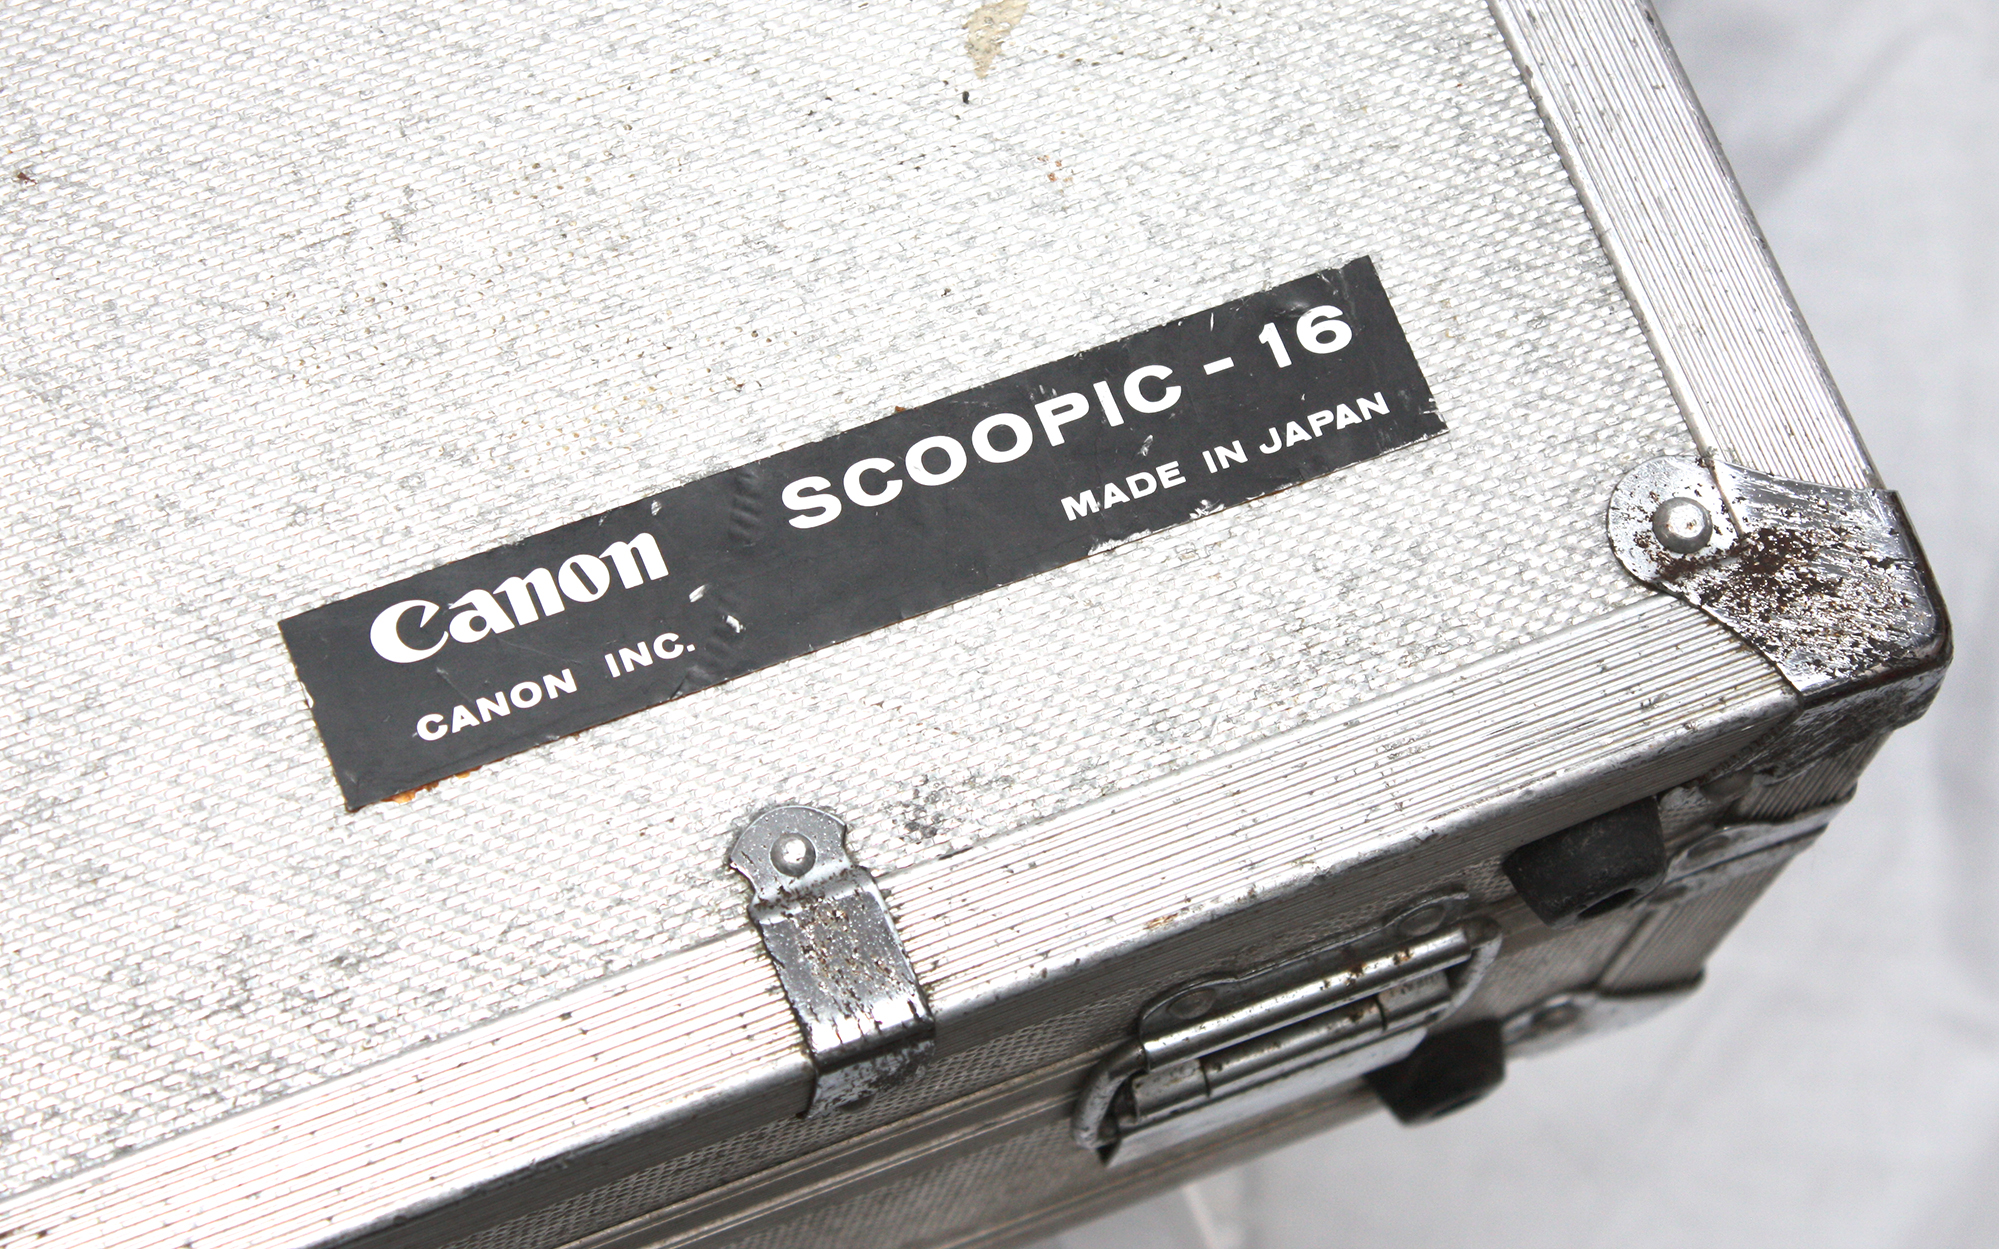 Canon SCOOPIC - 16
CANON INC. MADE IN JAPAN